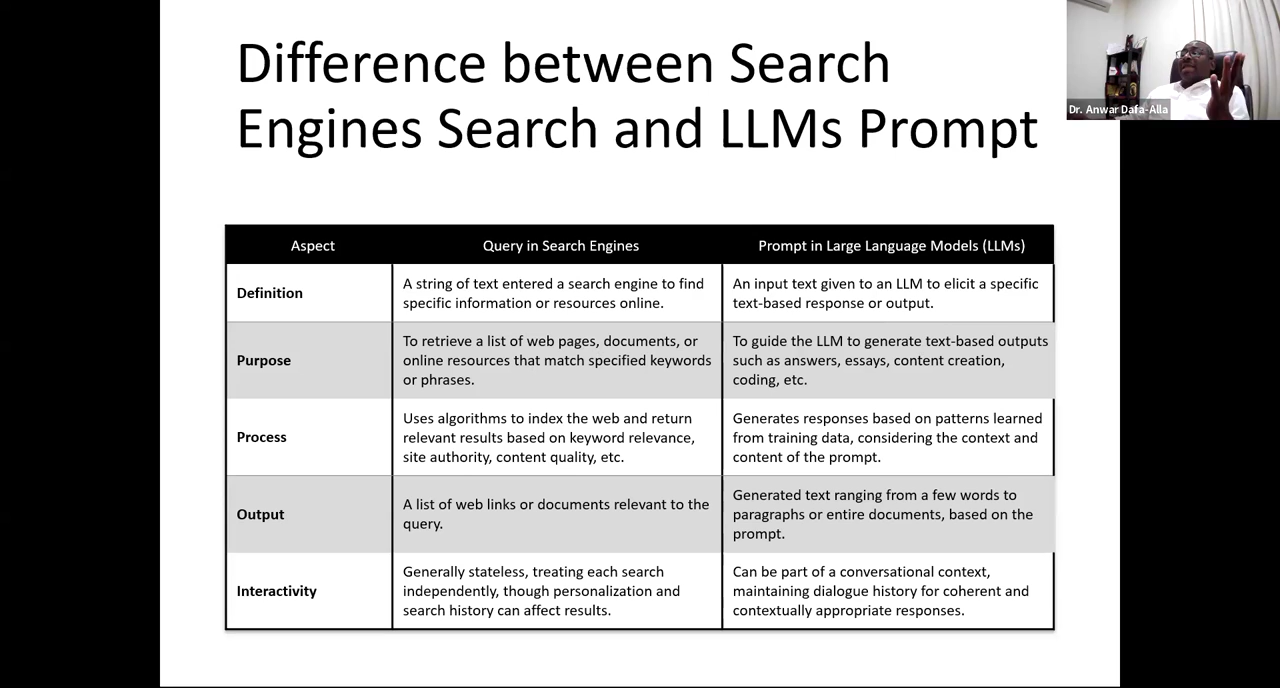 Difference between Search
Engines Search and LLMs Prompt
Dr. Anwar Dafa-Alla
Aspect
Query in Search Engines
Prompt in Large Language Models (LLMs)
Definition
A string of text entered a search engine to find
specific information or resources online.
An input text given to an LLM to elicit a specific
text-based response or output.
Purpose
To retrieve a list of web pages, documents, or
online resources that match specified keywords
or phrases.
To guide the LLM to generate text-based outputs
such as answers, essays, content creation,
coding, etc.
Process
Uses algorithms to index the web and return
relevant results based on keyword relevance,
site authority, content quality, etc.
Generates responses based on patterns learned
from training data, considering the context and
content of the prompt.
Output
A list of web links or documents relevant to the
query.
Generated text ranging from a few words to
paragraphs or entire documents, based on the
prompt.
Interactivity
Generally stateless, treating each search
independently, though personalization and
search history can affect results.
Can be part of a conversational context,
maintaining dialogue history for coherent and
contextually appropriate responses.